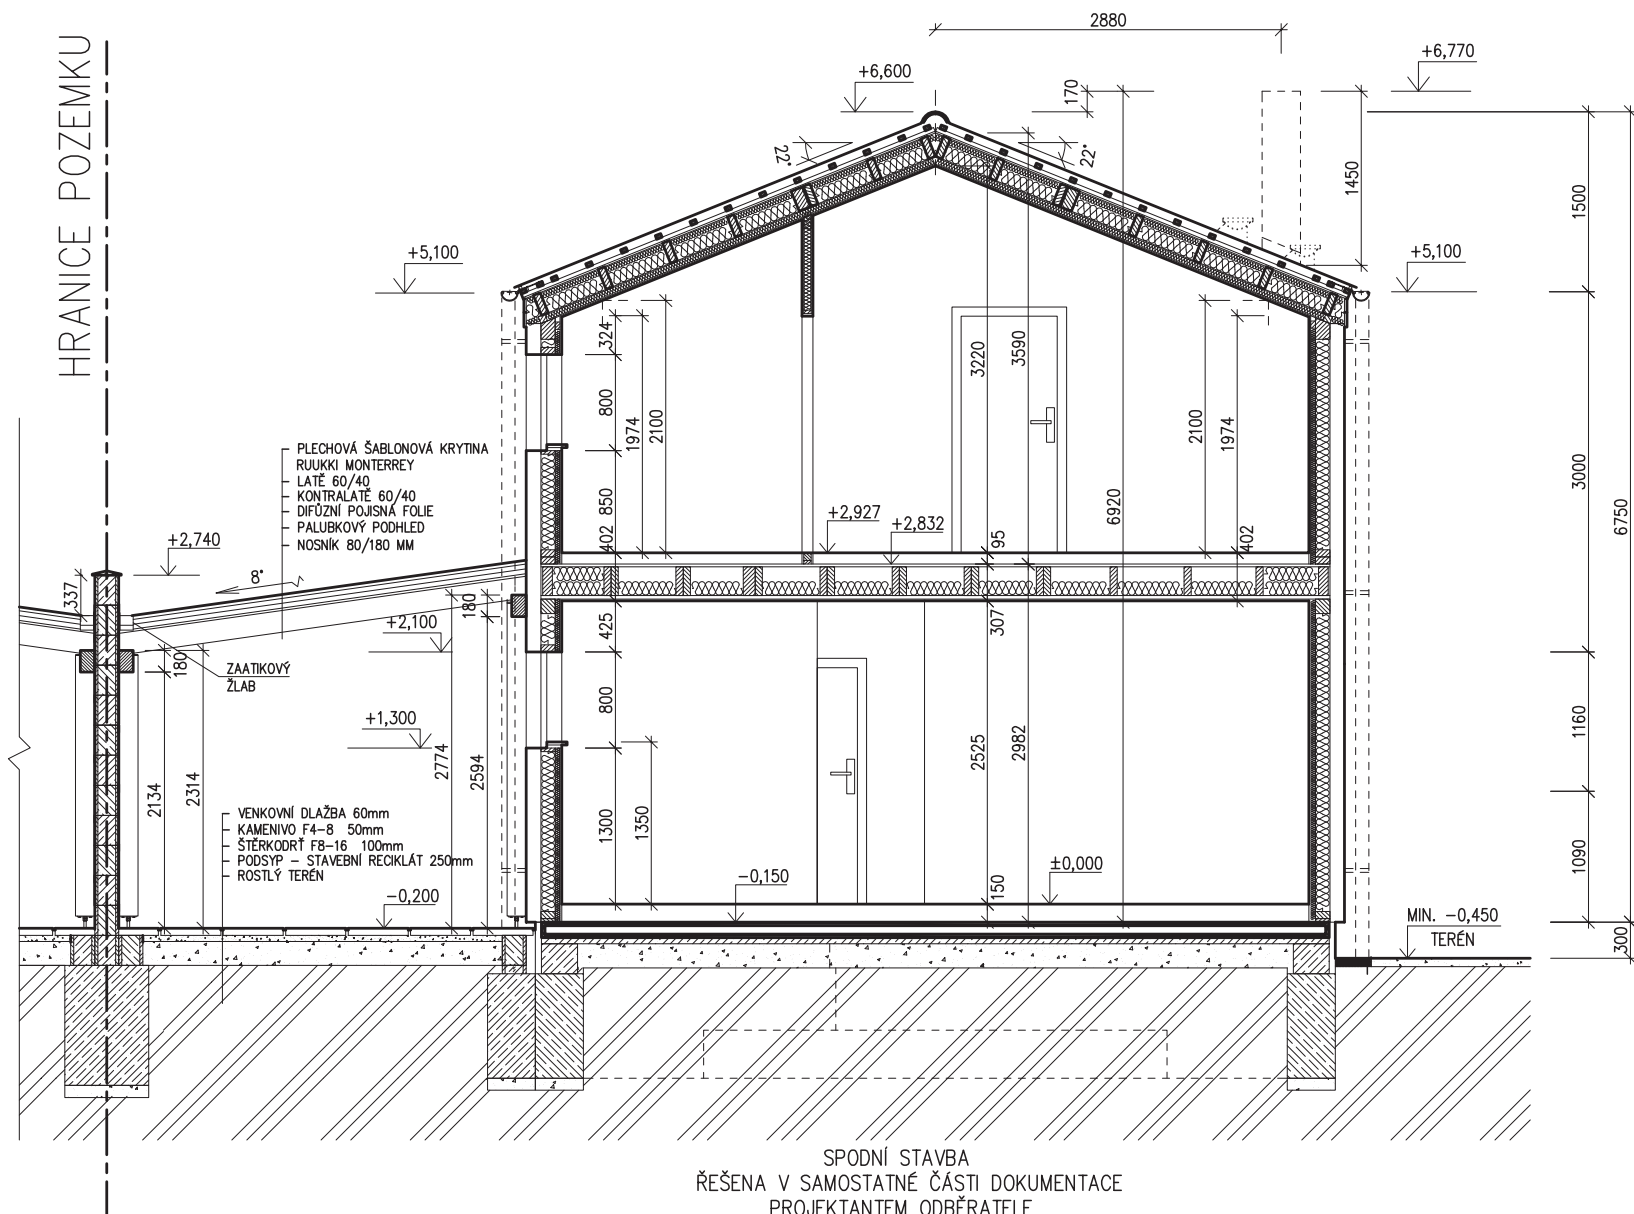 HRANICE POZEMKU
2880
+6,770
+6,600
170
22°
22°
1450
1500
+5,100
+5,100
324
800
1974
2100
3220
3590
2100
1974
3000
6750
PLECHOVÁ ŠABLONOVÁ KRYTINA
RUUKKI MONTERREY
LATĚ 60/40
KONTRALATĚ 60/40
DIFŮZNÍ POJISNÁ FOLIE
PALUBKOVÝ PODHLED
NOSNÍK 80/180 MM
850
402
+2,927
+2,832
95
6920
402
+2,740
8°
337
180
425
307
+2,100
180
ZAATIKOVÝ
ŽLAB
800
+1,300
2774
2594
2134
2314
2525
2982
1160
1300
1350
1090
VENKOVNÍ DLAŽBA 60mm
KAMENIVO F4-8 50mm
ŠTĚRKODRŤ F8-16 100mm
PODSYP - STAVEBNÍ RECIKLÁT 250mm
ROSTLÝ TERÉN
-0,200
-0,150
150
±0,000
MIN. -0,450
TERÉN
300
SPODNÍ STAVBA
ŘEŠENA V SAMOSTATNÉ ČÁSTI DOKUMENTACE
PROJEKTANTEM ODBĚRATELE